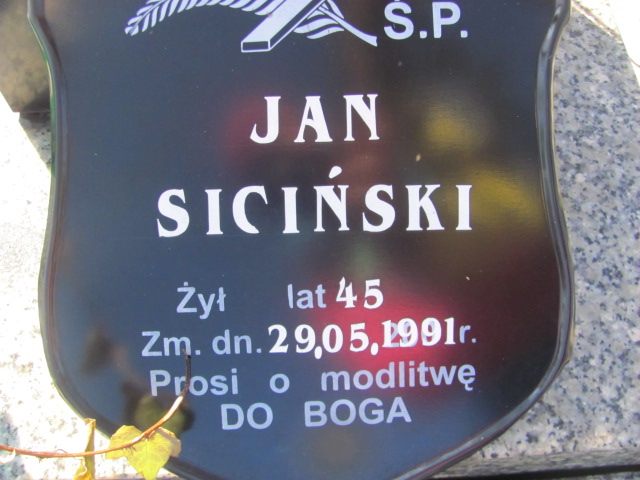 Ś.P.
JAN
SICIŃSKI
Żył lat 45
Zm. dn. 29,05,1991r.
Prosi o modlitwę
DO BOGA